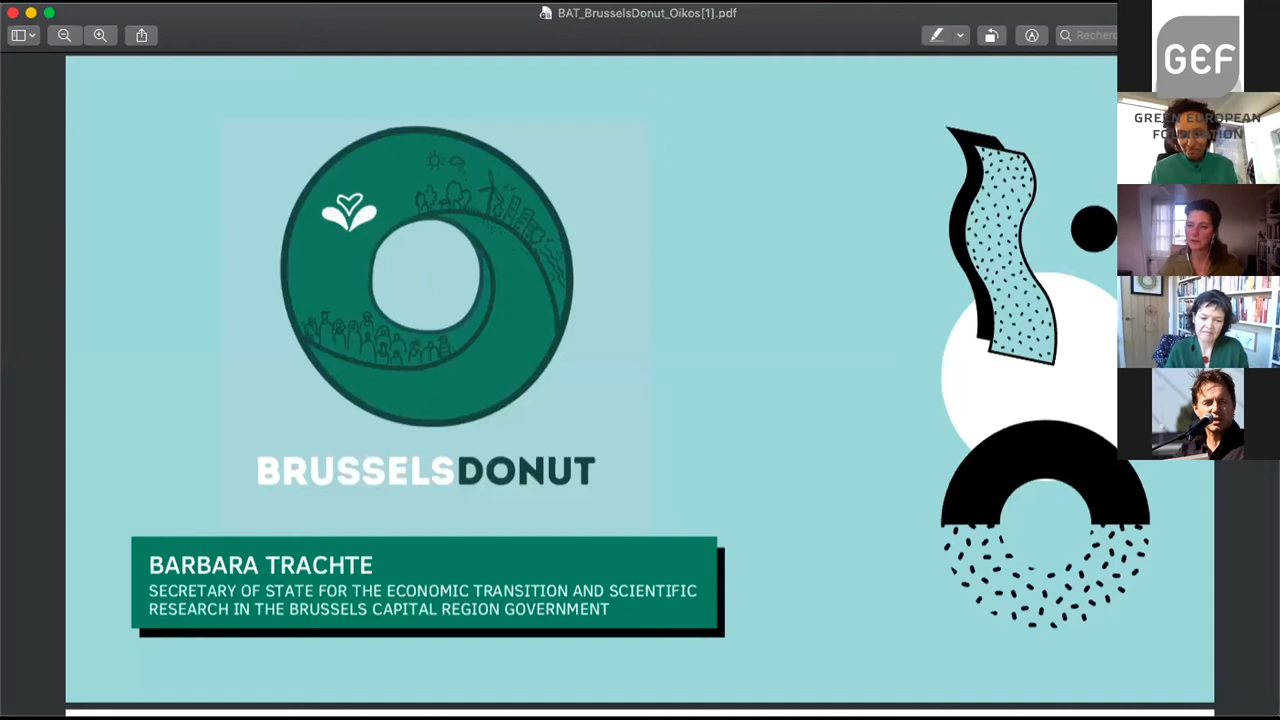 BAT_BrusselsDonut_Oikos[1].pdf
Recherc
GEF
GREEN EUROPEAN
FOUNDATION
BRUSSELSDONUT
BARBARA TRACHTE
SECRETARY OF STATE FOR THE ECONOMIC TRANSITION AND SCIENTIFIC
RESEARCH IN THE BRUSSELS CAPITAL REGION GOVERNMENT